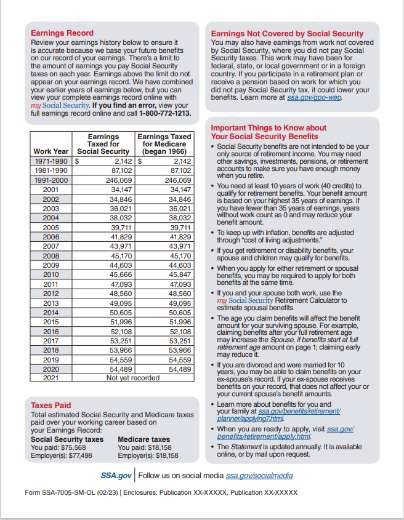 Earnings Record
Review your earnings history below to ensure it
is accurate because we base your future benefits
on our record of your earnings. There's a limit to
the amount of earnings you pay Social Security
taxes on each year. Earnings above the limit do not
appear on your earnings record. We have combined
your earlier years of earnings below, but you can
view your complete earnings record online with
my Social Security. If you find an error, view your
full earnings record online and call 1-800-772-1213.
Work Year Earnings Taxed for Social Security Earnings Taxed for Medicare (began 1966)
1971-1980 $ 2,142 $ 2,142
1981-1990 87,102 87,102
1991-2000 246,069 246,069
2001 34,147 34,147
2002 34,846 34,846
2003 36,021 36,021
2004 38,032 38,032
2005 39,711 39,711
2006 41,829 41,829
2007 43,971 43,971
2008 45,170 45,170
2009 44,603 44,603
2010 45,666 45,847
2011 47,093 47,093
2012 48,560 48,560
2013 49,095 49,095
2014 50,605 50,605
2015 51,996 51,996
2016 52,108 52,108
2017 53,251 53,251
2018 53,966 53,966
2019 54,559 54,559
2020 54,489 54,489
2021 Not yet recorded
Taxes Paid
Total estimated Social Security and Medicare taxes
paid over your working career based on
your Earnings Record:
Social Security taxes Medicare taxes
You paid: $75,568 You paid: $18,158
Employer(s): $77,498 Employer(s): $18,158
Earnings Not Covered by Social Security
You may also have earnings from work not covered
by Social Security, where you did not pay Social
Security taxes. This work may have been for
federal, state, or local government or in a foreign
country. If you participate in a retirement plan or
receive a pension based on work for which you
did not pay Social Security tax, it could lower your
benefits. Learn more at ssa.gov/gpo-wep.
Important Things to Know about
Your Social Security Benefits
• Social Security benefits are not intended to be your
only source of retirement income. You may need
other savings, investments, pensions, or retirement
accounts to make sure you have enough money
when you retire.
• You need at least 10 years of work (40 credits) to
qualify for retirement benefits. Your benefit amount
is based on your highest 35 years of earnings. If
you have fewer than 35 years of earnings, years
without work count as 0 and may reduce your
benefit amount.
• To keep up with inflation, benefits are adjusted
through "cost of living adjustments."
• If you get retirement or disability benefits, your
spouse and children may qualify for benefits.
• When you apply for either retirement or spousal
benefits, you may be required to apply for both
benefits at the same time.
• If you and your spouse both work, use the
my Social Security Retirement Calculator to
estimate spousal benefits.
• The age you claim benefits will affect the benefit
amount for your surviving spouse. For example,
claiming benefits after your full retirement age
may increase the Spouse, if benefits start at full
retirement age amount on page 1; claiming early
may reduce it.
• If you are divorced and were married for 10
years, you may be able to claim benefits on your
ex-spouse's record. If your ex-spouse receives
benefits on your record, that does not affect your or
your current spouse's benefit amounts.
• Learn more about benefits for you and
your family at ssa.gov/benefits/retirement/
planner/applying7.html.
• When you are ready to apply, visit ssa.gov/
benefits/retirement/apply.html.
• The Statement is updated annually. It is available
online, or by mail upon request.
SSA.gov | Follow us on social media ssa.gov/socialmedia
Form SSA-7005-SM-OL (02/23) | Enclosures: Publication XX-XXXXX, Publication XX-XXXXX